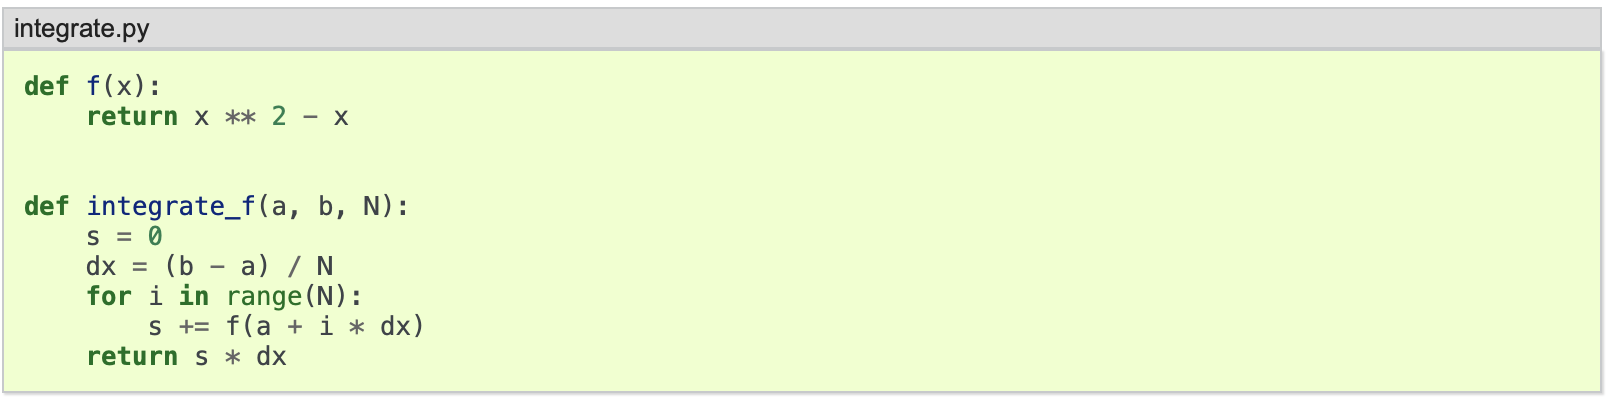 integrate.py
def f(x):
    return x ** 2 - x
def integrate_f(a, b, N):
    s = 0
    dx = (b - a) / N
    for i in range(N):
        s += f(a + i * dx)
    return s * dx